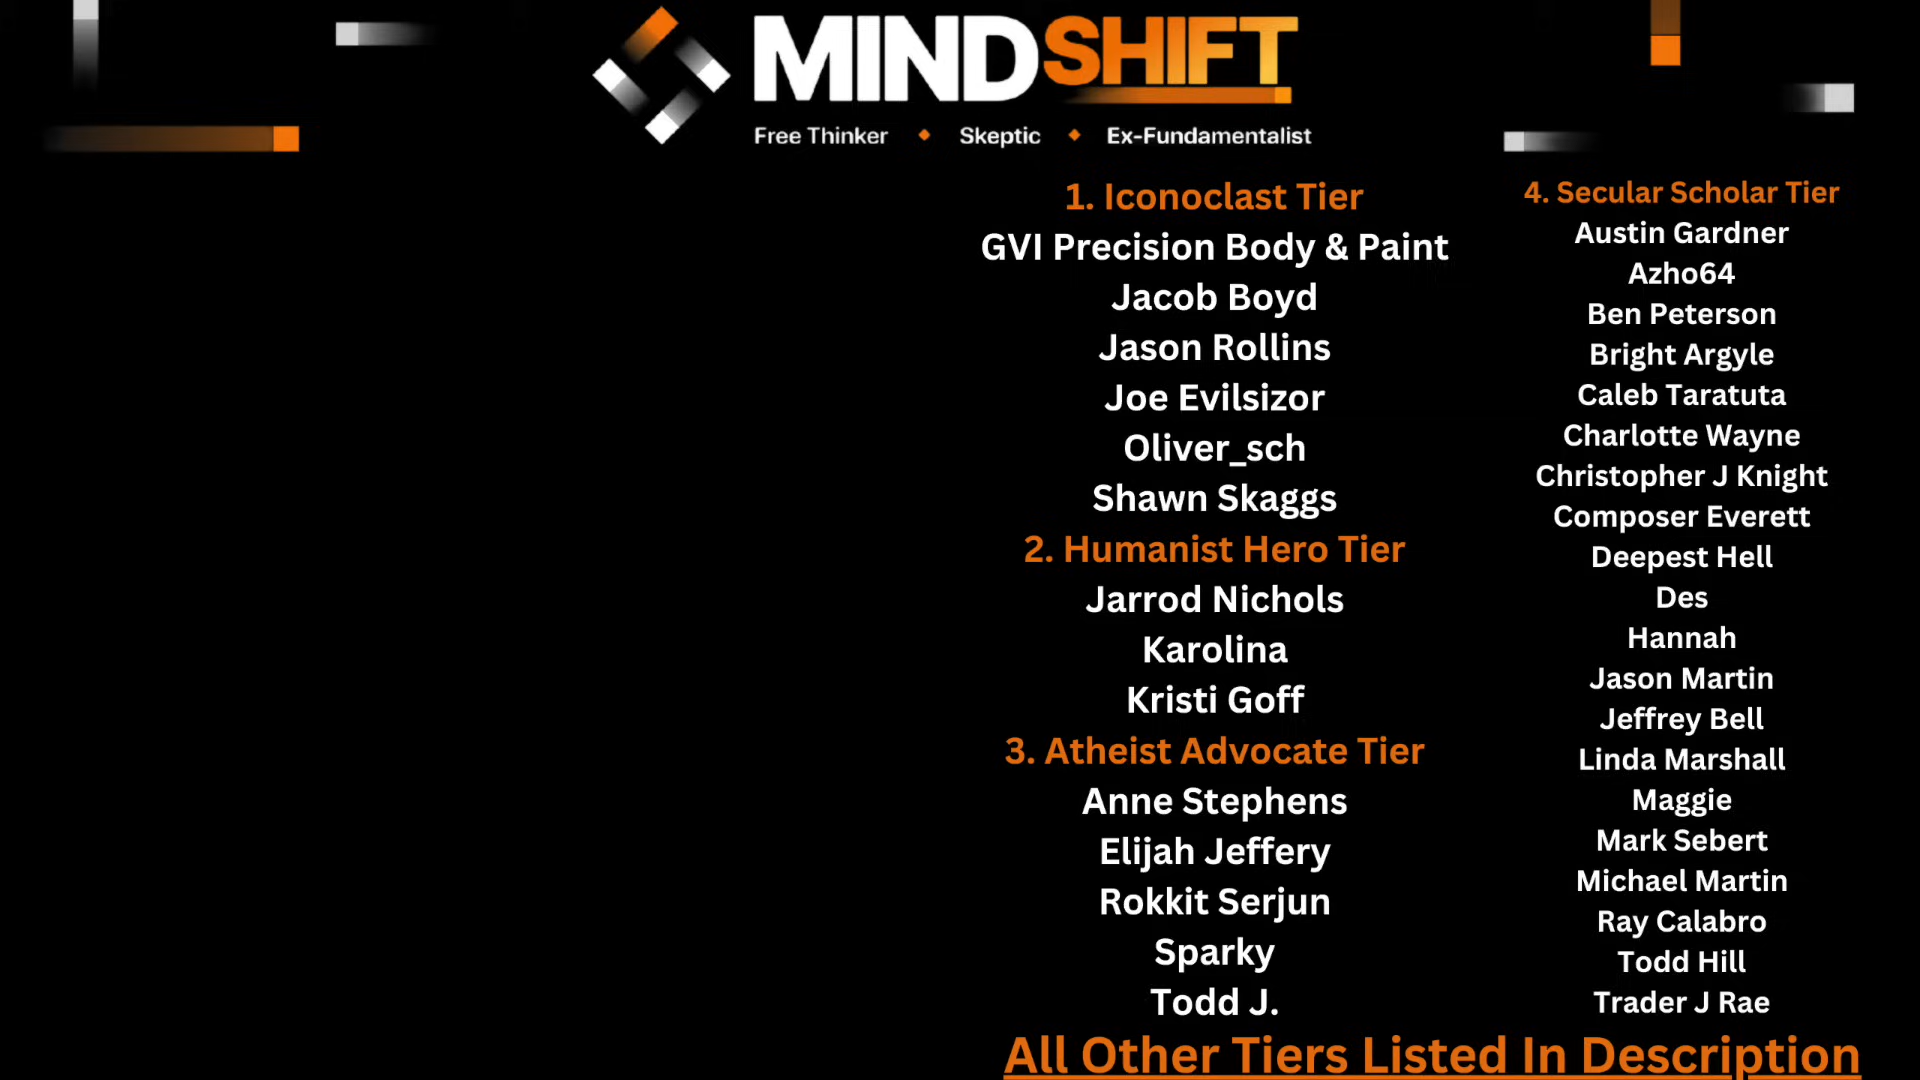 MINDSHIFT
Free Thinker • Skeptic • Ex-Fundamentalist
1. Iconoclast Tier
GVI Precision Body & Paint
Jacob Boyd
Jason Rollins
Joe Evilsizor
Oliver_sch
Shawn Skaggs
2. Humanist Hero Tier
Jarrod Nichols
Karolina
Kristi Goff
3. Atheist Advocate Tier
Anne Stephens
Elijah Jeffery
Rokkit Serjun
Sparky
Todd J.
4. Secular Scholar Tier
Austin Gardner
Azho64
Ben Peterson
Bright Argyle
Caleb Taratuta
Charlotte Wayne
Christopher J Knight
Composer Everett
Deepest Hell
Des
Hannah
Jason Martin
Jeffrey Bell
Linda Marshall
Maggie
Mark Sebert
Michael Martin
Ray Calabro
Todd Hill
Trader J Rae
All Other Tiers Listed In Description